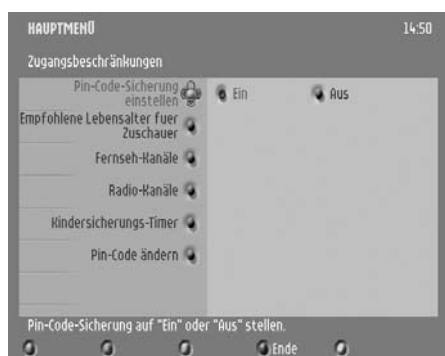 HAUPTMENÜ 14:50
Zugangsbeschränkungen
Pin-Code-Sicherung
einstellen
Ein Aus
Empfohlene Lebensalter fuer
Zuschauer
Fernseh-Kanäle
Radio-Kanäle
Kindersicherungs-Timer
Pin-Code ändern
Pin-Code-Sicherung auf "Ein" oder "Aus" stellen.
Ende